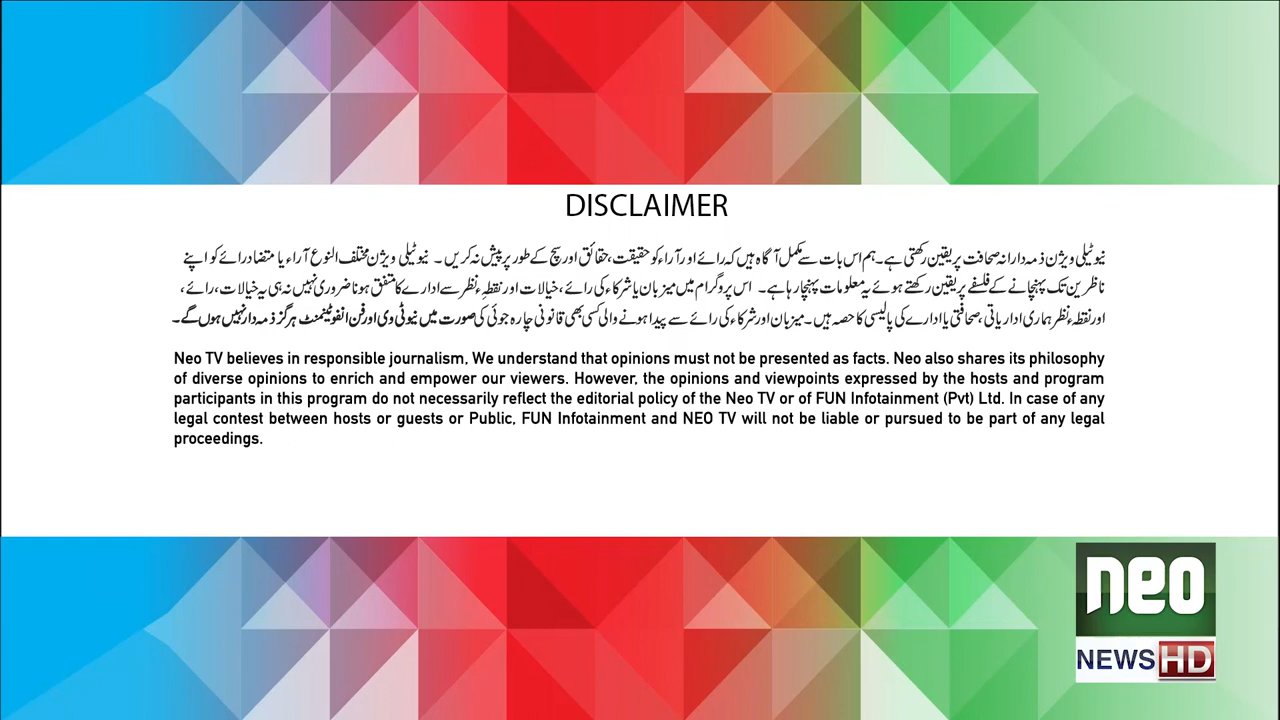 DISCLAIMER
نیو ٹیلی ویژن ذمہ دارانہ صحافت پر یقین رکھتی ہے۔ ہم اس بات سے مکمل آگاہ ہیں کہ رائے اور آراء کو حقیقت، حقائق اور سچ کے طور پر پیش نہ کریں ۔ نیو ٹیلی ویژن مختلف النوع آراء یا متضاد رائے کو اپنے
ناظرین تک پہنچانے کے فلسفے پر یقین رکھتے ہوئے یہ معلومات پہنچا رہا ہے۔ اس پروگرام میں میزبان یا شرکاء کی رائے، خیالات اور نقطہءِ نظر سے ادارے کا متفق ہونا ضروری نہیں نہ ہی یہ خیالات، رائے،
اور نقطہءِ نظر ہماری اداریاتی، صحافتی یا ادارے کی پالیسی کا حصہ ہیں۔ میزبان اور شرکاء کی رائے سے پیدا ہونے والی کسی بھی قانونی چارہ جوئی کی صورت میں نیو ٹی وی اور فن انفوٹینمنٹ ہرگز ذمہ دار نہیں ہوں گے۔
Neo TV believes in responsible journalism, We understand that opinions must not be presented as facts. Neo also shares its philosophy
of diverse opinions to enrich and empower our viewers. However, the opinions and viewpoints expressed by the hosts and program
participants in this program do not necessarily reflect the editorial policy of the Neo TV or of FUN Infotainment (Pvt) Ltd. In case of any
legal contest between hosts or guests or Public, FUN Infotainment and NEO TV will not be liable or pursued to be part of any legal
proceedings.
neo
NEWS HD